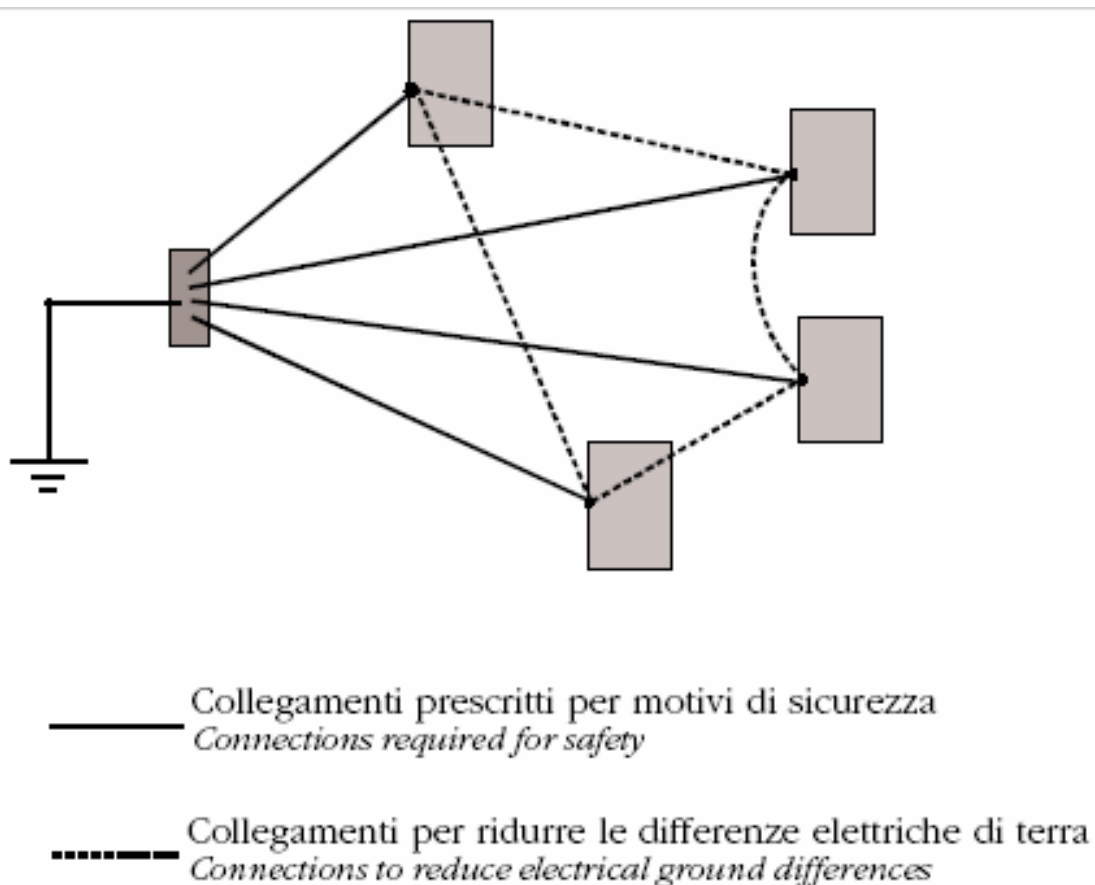 Collegamenti prescritti per motivi di sicurezza
Connections required for safety
Collegamenti per ridurre le differenze elettriche di terra
Connections to reduce electrical ground differences